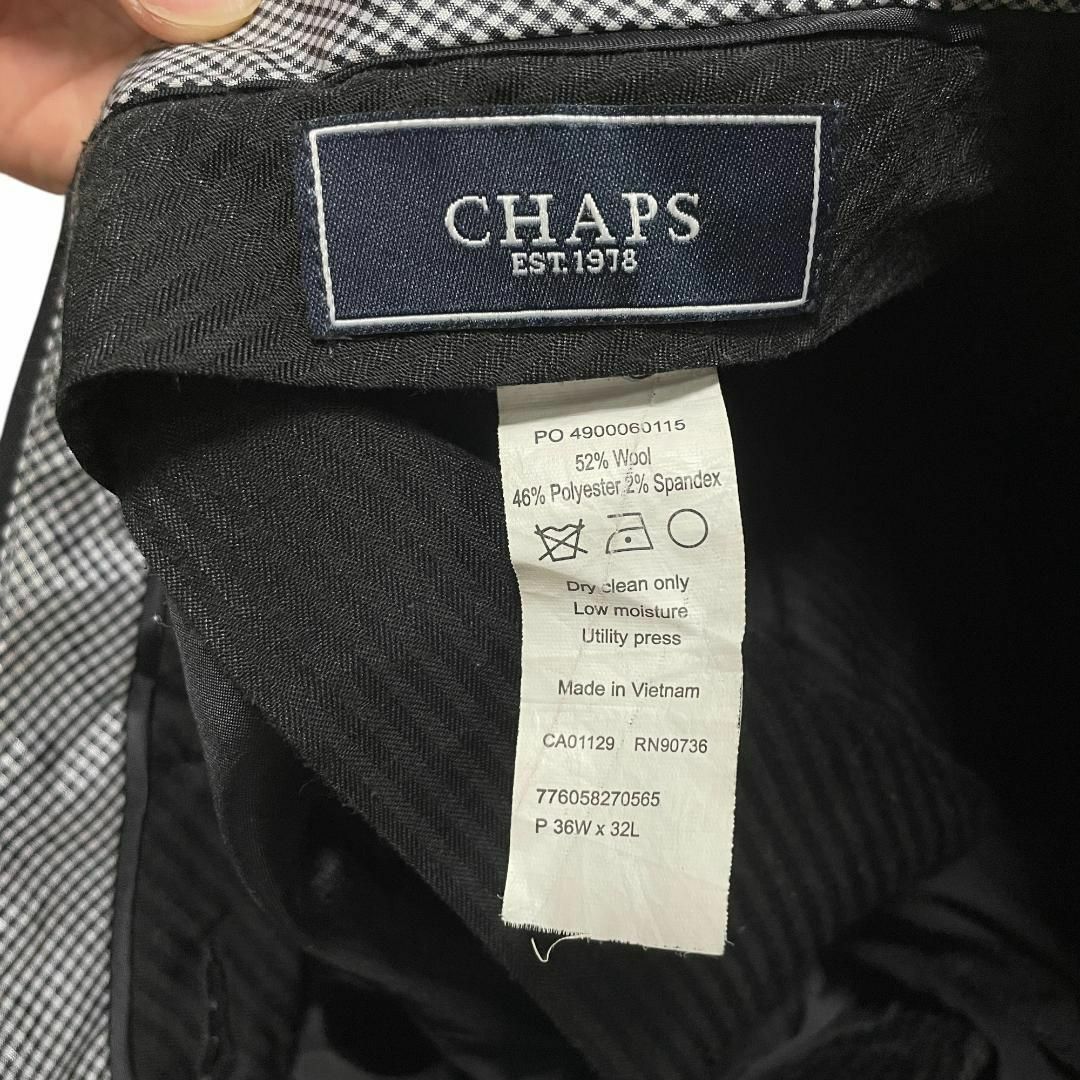 CHAPS
EST. 1978
PO 4900060115
52% Wool
46% Polyester 2% Spandex
Dry clean only
Low moisture
Utility press
Made in Vietnam
CA01129 RN90736
776058270565
P 36W x 32L